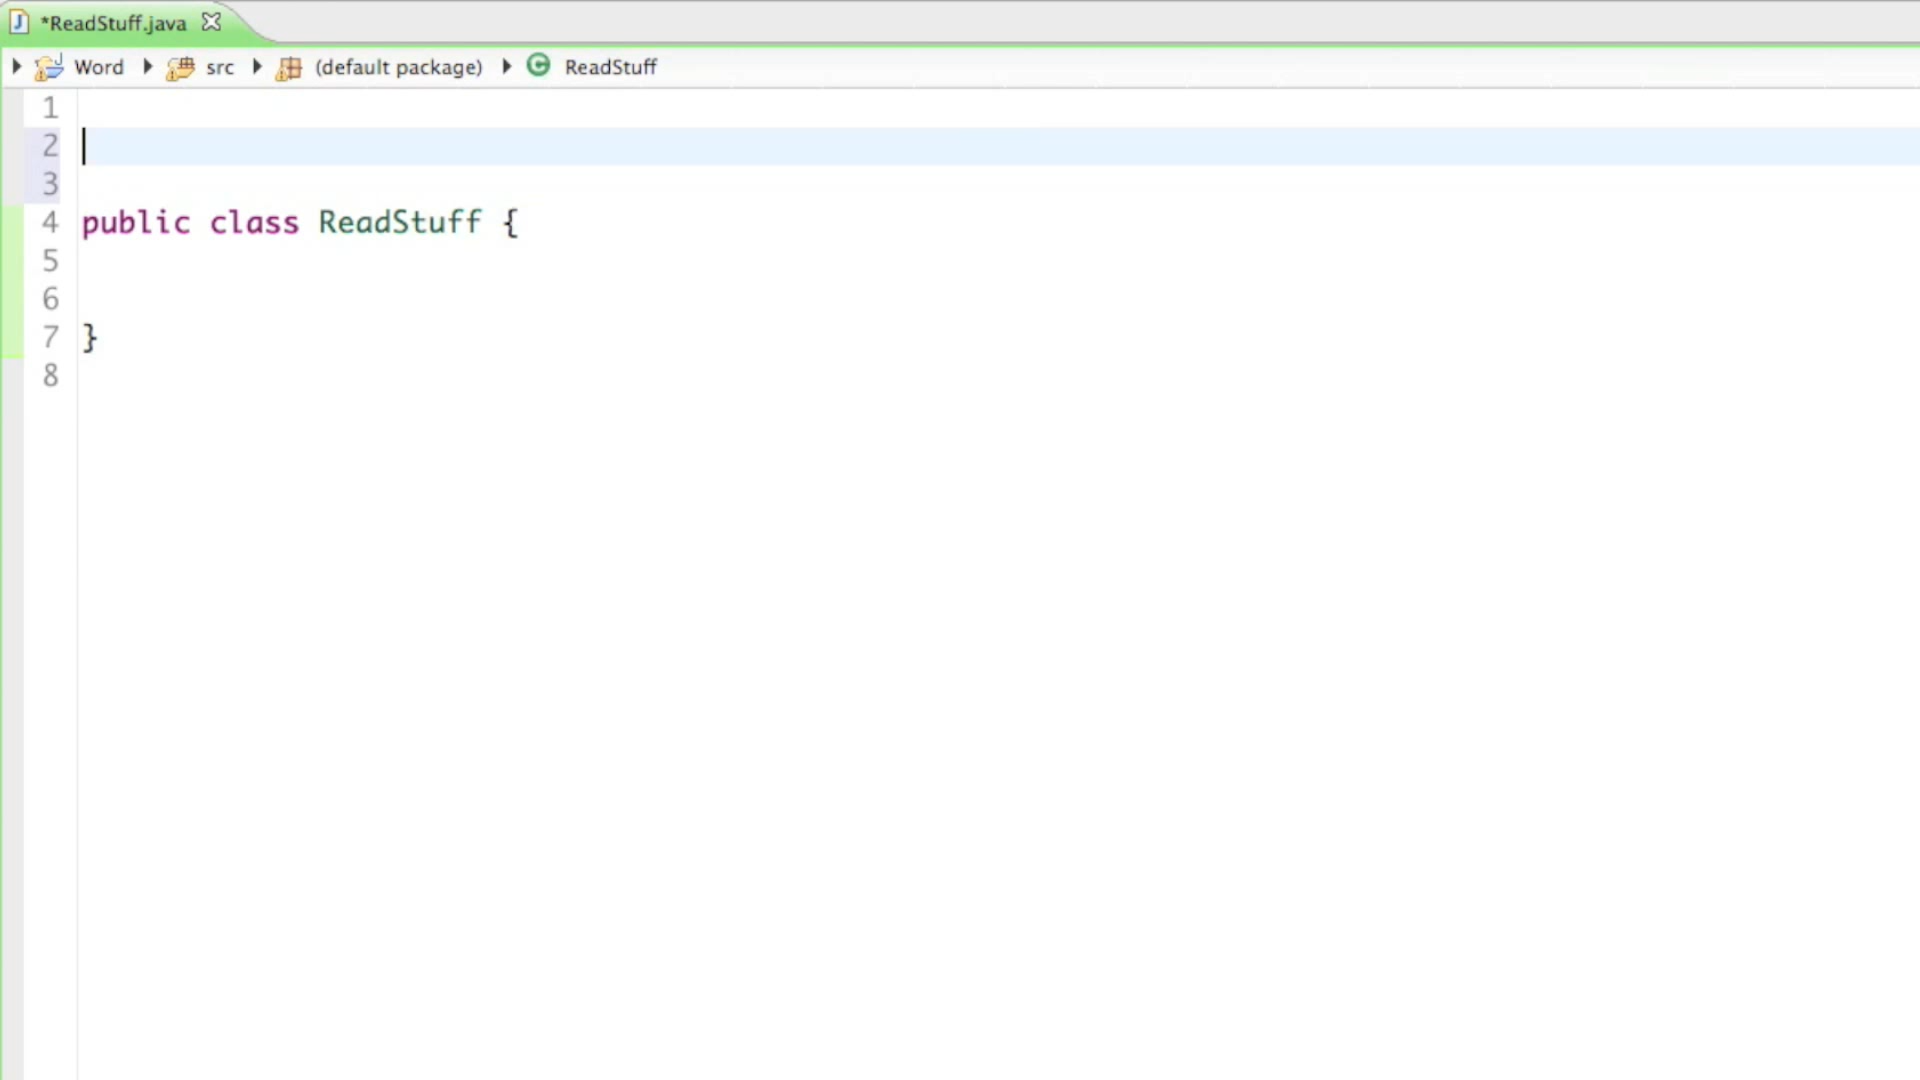 *ReadStuff.java
Word src (default package) ReadStuff
1
2
3
4 public class ReadStuff {
5
6
7 }
8